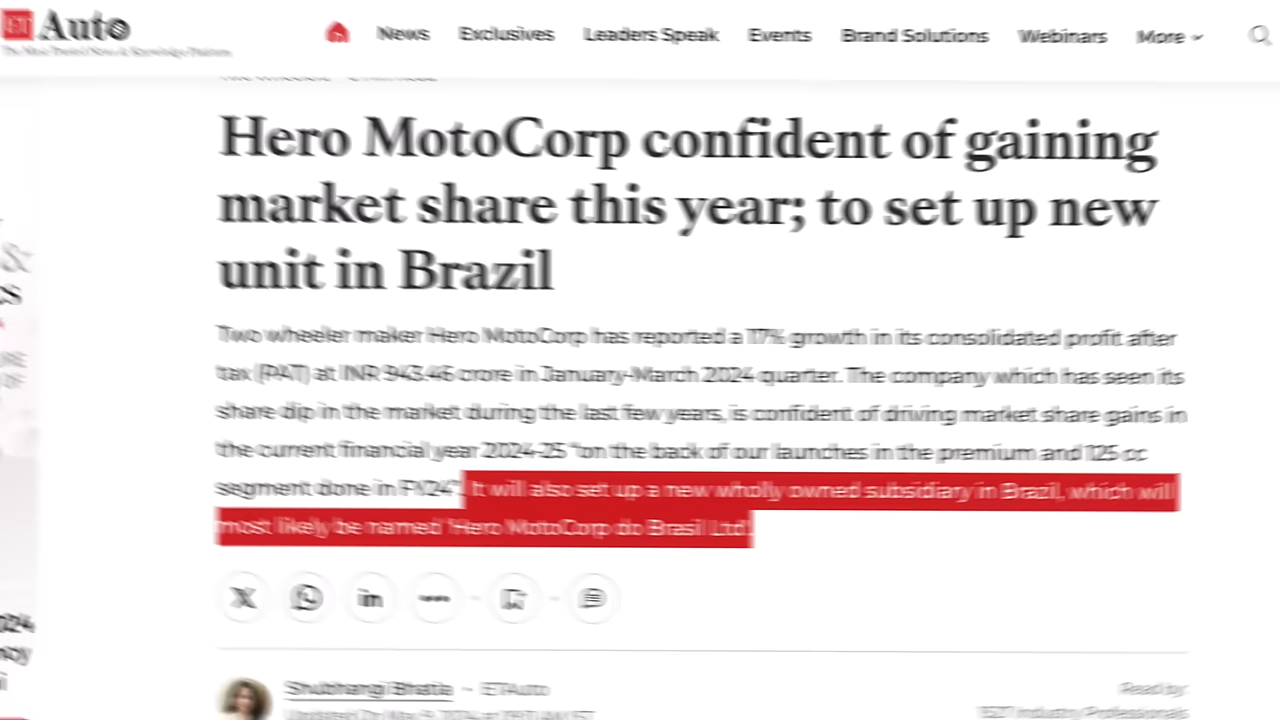 ET Auto
News Exclusives Leaders Speak Events Brand Solutions Webinars More
Hero MotoCorp confident of gaining
market share this year; to set up new
unit in Brazil
Two wheeler maker Hero MotoCorp has reported a 17% growth in its consolidated profit after
tax (PAT) at INR 943.46 crore in January-March 2024 quarter. The company which has seen its
share dip in the market during the last few years, is confident of driving market share gains in
the current financial year 2024-25 "on the back of our launches in the premium and 125 cc
segment done in FY24". It will also set up a new wholly owned subsidiary in Brazil, which will
most likely be named 'Hero MotoCorp do Brasil Ltd'.
Shubhangi Bhatia - ETAuto
Read by:
Industry Professionals